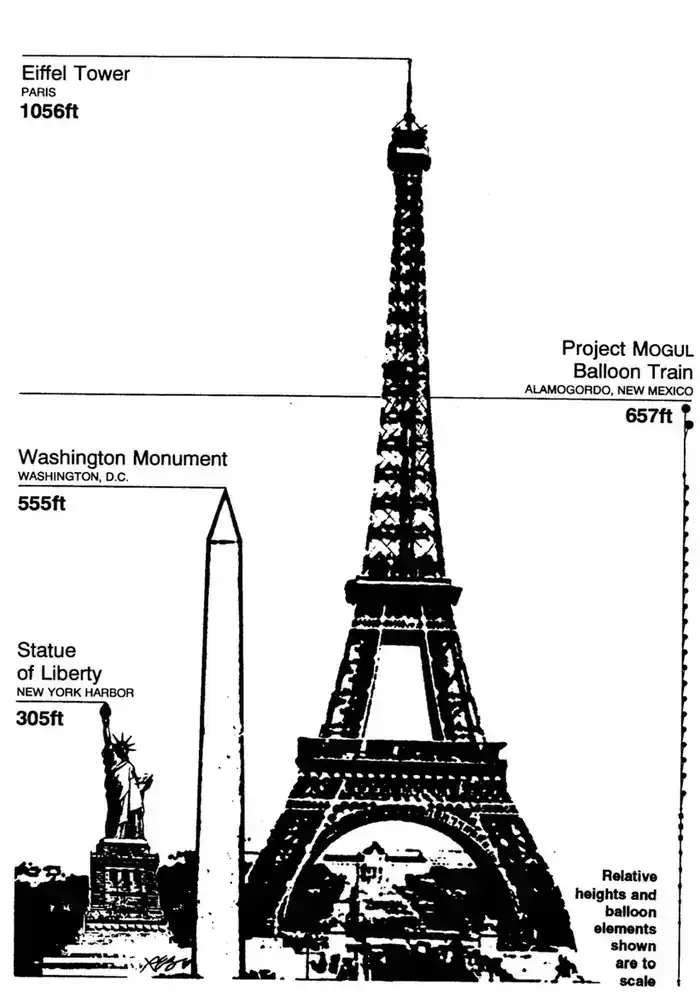 Eiffel Tower
PARIS
1056ft
Project MOGUL
Balloon Train
ALAMOGORDO, NEW MEXICO
657ft
Washington Monument
WASHINGTON, D.C.
555ft
Statue
of Liberty
NEW YORK HARBOR
305ft
Relative
heights and
balloon
elements
shown
are to
scale